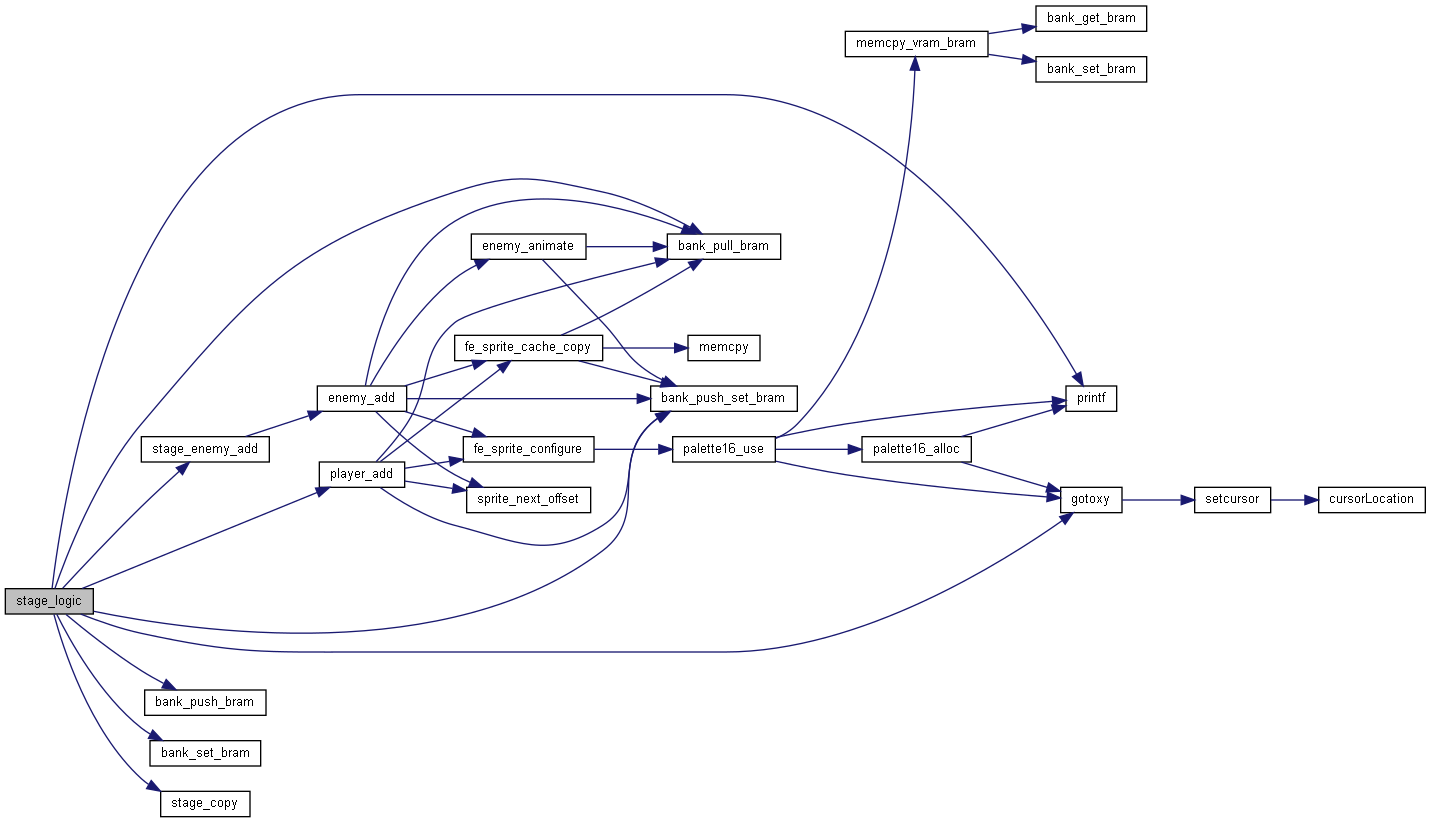 bank_get_bram
memcpy_vram_bram
bank_set_bram
enemy_animate
bank_pull_bram
fe_sprite_cache_copy
memcpy
enemy_add
bank_push_set_bram
printf
stage_enemy_add
fe_sprite_configure
palette16_use
palette16_alloc
player_add
sprite_next_offset
gotoxy
setcursor
cursorLocation
stage_logic
bank_push_bram
bank_set_bram
stage_copy